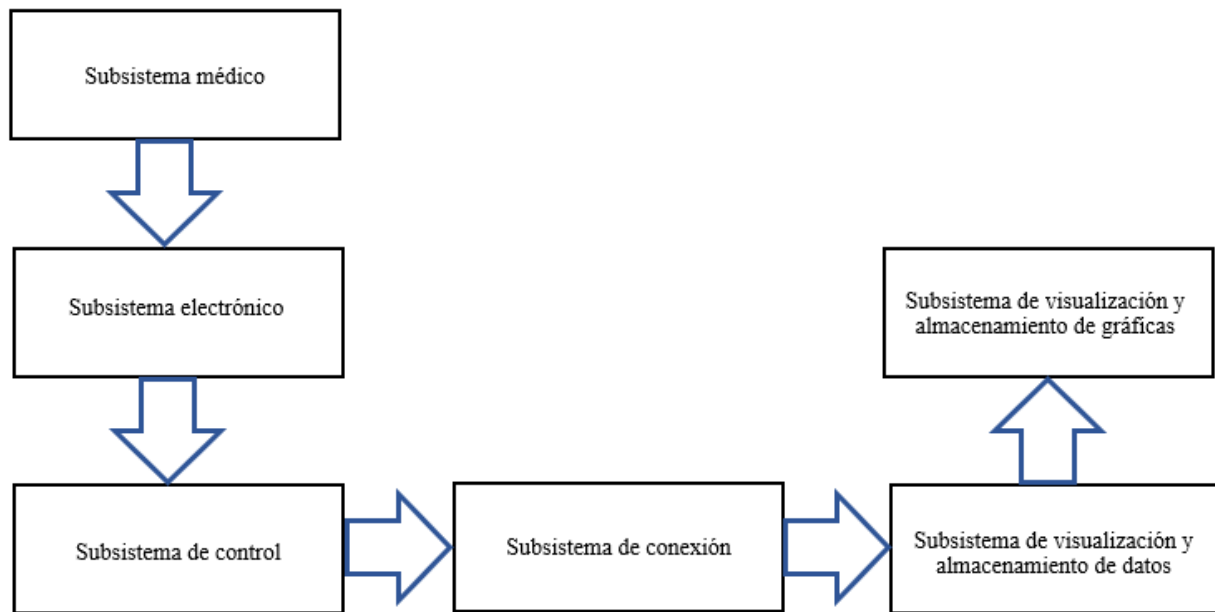 Subsistema médico
Subsistema electrónico
Subsistema de visualización y
almacenamiento de gráficas
Subsistema de control
Subsistema de conexión
Subsistema de visualización y
almacenamiento de datos